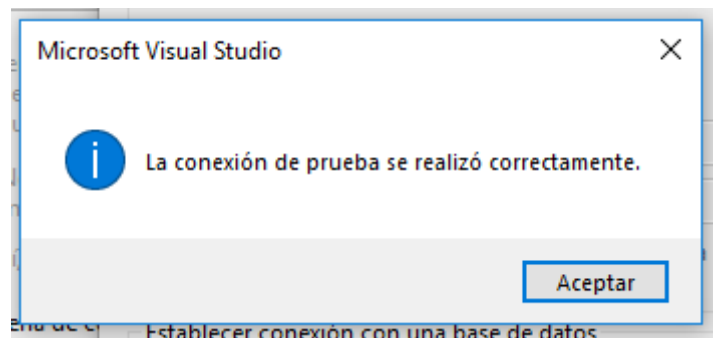 Microsoft Visual Studio
La conexión de prueba se realizó correctamente.
Aceptar
Establecer conexión con una base de datos